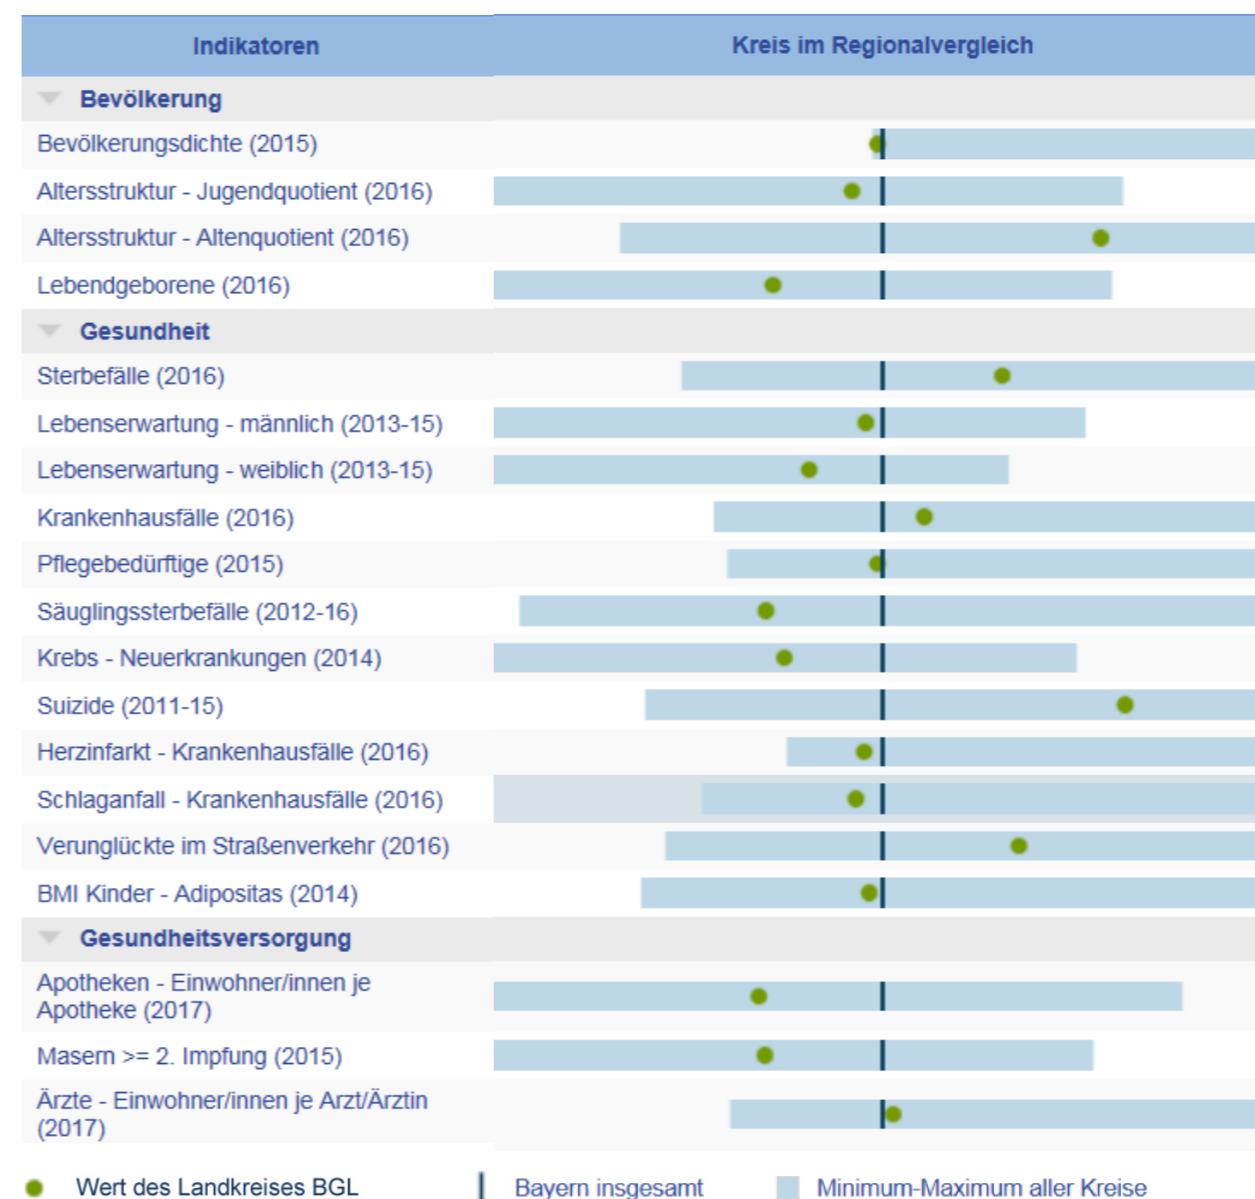 Indikatoren Kreis im Regionalvergleich
Bevölkerung
Bevölkerungsdichte (2015)
Altersstruktur - Jugendquotient (2016)
Altersstruktur - Altenquotient (2016)
Lebendgeborene (2016)
Gesundheit
Sterbefälle (2016)
Lebenserwartung - männlich (2013-15)
Lebenserwartung - weiblich (2013-15)
Krankenhausfälle (2016)
Pflegebedürftige (2015)
Säuglingssterbefälle (2012-16)
Krebs - Neuerkrankungen (2014)
Suizide (2011-15)
Herzinfarkt - Krankenhausfälle (2016)
Schlaganfall - Krankenhausfälle (2016)
Verunglückte im Straßenverkehr (2016)
BMI Kinder - Adipositas (2014)
Gesundheitsversorgung
Apotheken - Einwohner/innen je
Apotheke (2017)
Masern >= 2. Impfung (2015)
Ärzte - Einwohner/innen je Arzt/Ärztin
(2017)
Wert des Landkreises BGL Bayern insgesamt Minimum-Maximum aller Kreise